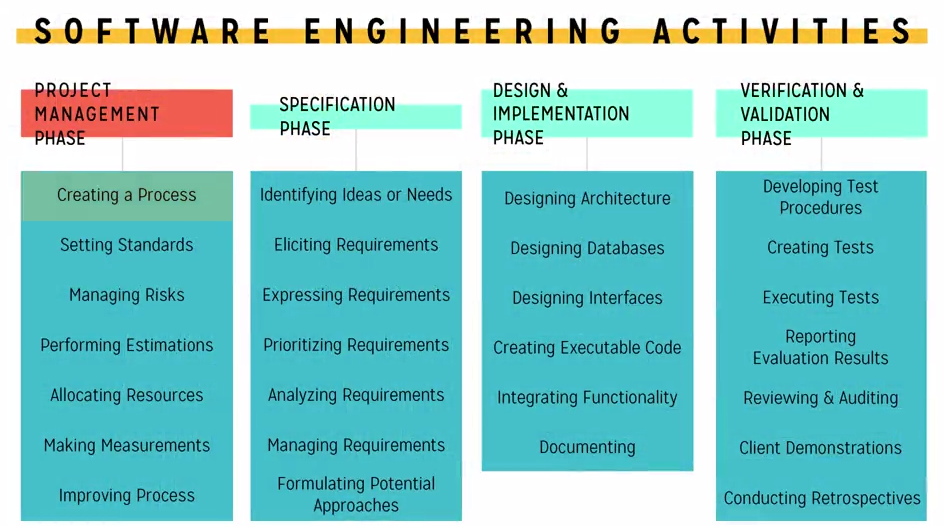 SOFTWARE ENGINEERING ACTIVITIES
PROJECT
MANAGEMENT
PHASE
Creating a Process
Setting Standards
Managing Risks
Performing Estimations
Allocating Resources
Making Measurements
Improving Process
SPECIFICATION
PHASE
Identifying Ideas or Needs
Eliciting Requirements
Expressing Requirements
Prioritizing Requirements
Analyzing Requirements
Managing Requirements
Formulating Potential
Approaches
DESIGN &
IMPLEMENTATION
PHASE
Designing Architecture
Designing Databases
Designing Interfaces
Creating Executable Code
Integrating Functionality
Documenting
VERIFICATION &
VALIDATION
PHASE
Developing Test
Procedures
Creating Tests
Executing Tests
Reporting
Evaluation Results
Reviewing & Auditing
Client Demonstrations
Conducting Retrospectives